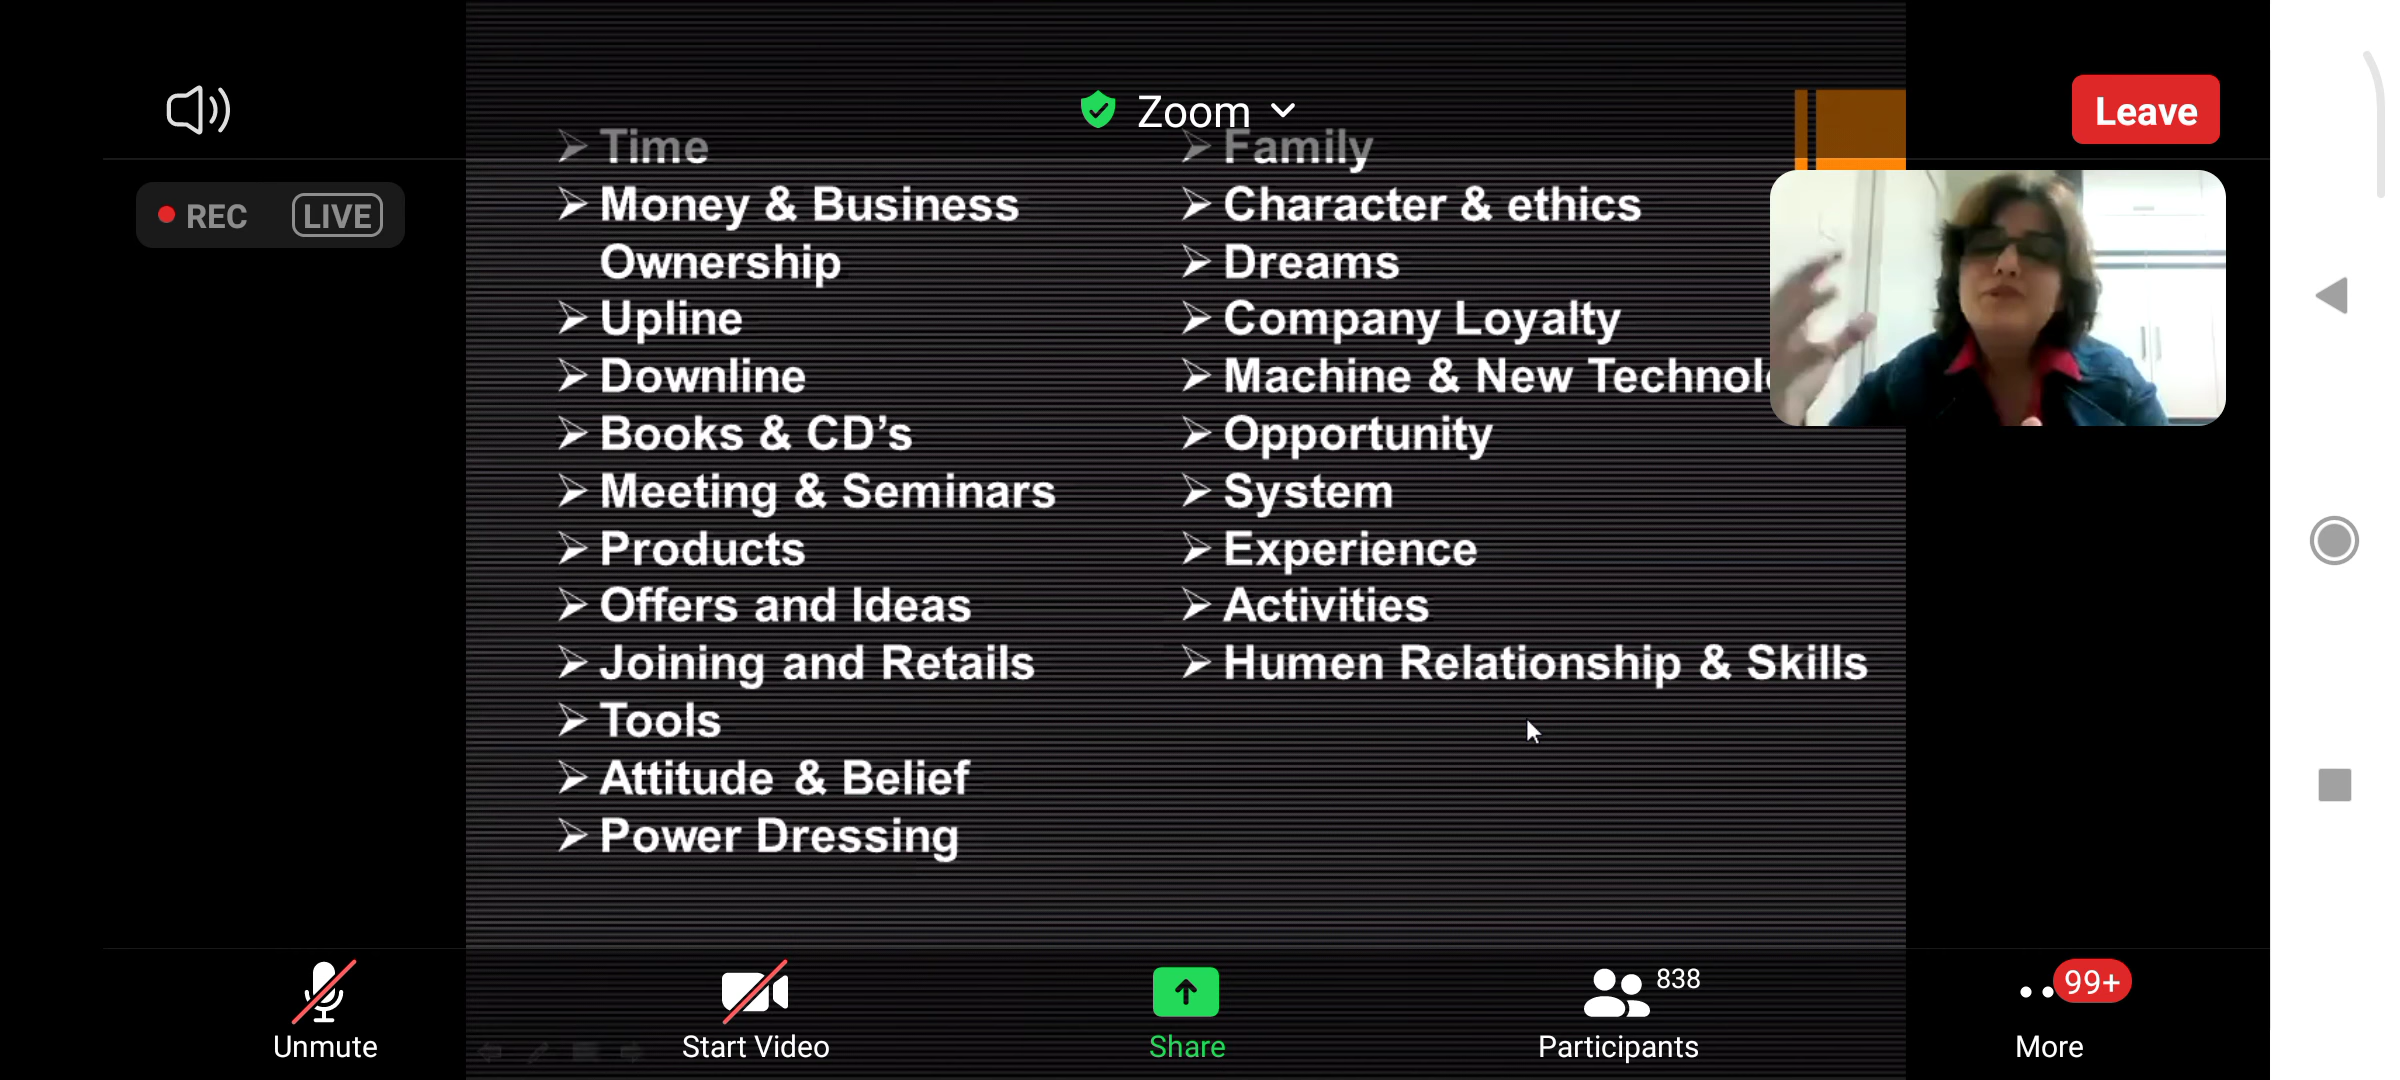 Zoom
Leave
REC LIVE
Time
Money & Business
Ownership
Upline
Downline
Books & CD’s
Meeting & Seminars
Products
Offers and Ideas
Joining and Retails
Tools
Attitude & Belief
Power Dressing
Family
Character & ethics
Dreams
Company Loyalty
Machine & New Technol
Opportunity
System
Experience
Activities
Humen Relationship & Skills
Unmute
Start Video
Share
838
Participants
99+
More